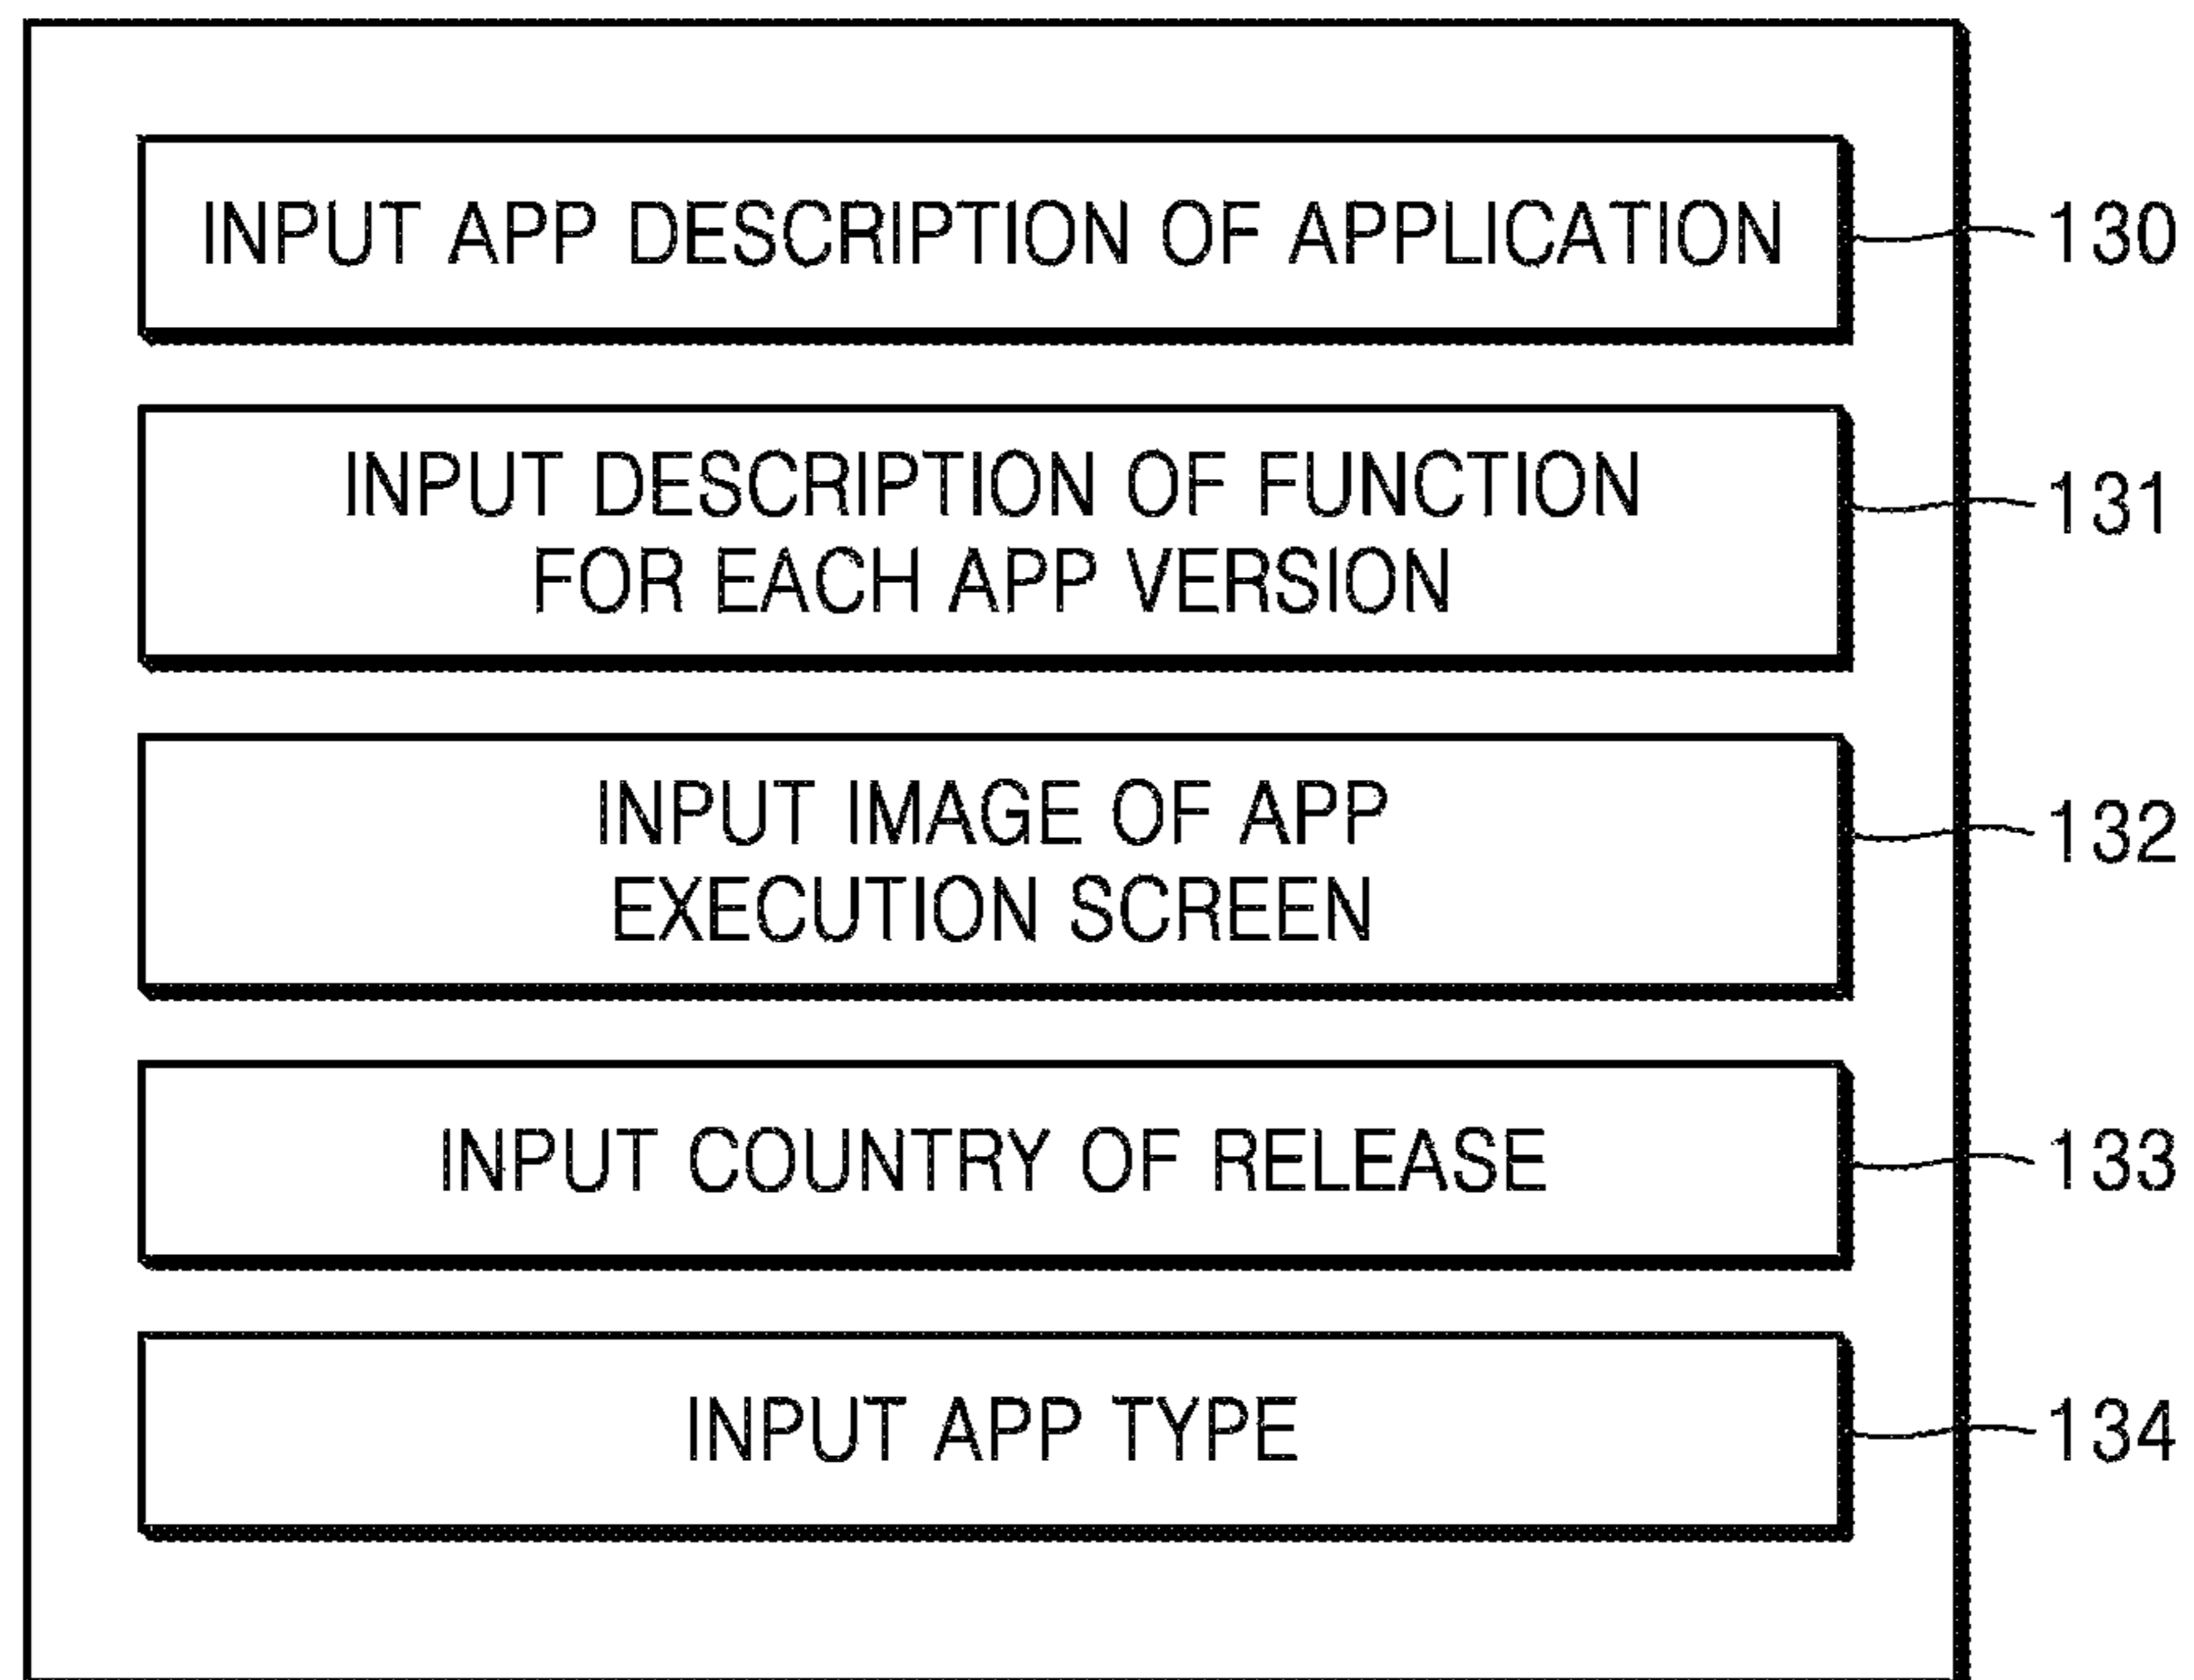 INPUT APP DESCRIPTION OF APPLICATION
130
INPUT DESCRIPTION OF FUNCTION
FOR EACH APP VERSION
131
INPUT IMAGE OF APP
EXECUTION SCREEN
132
INPUT COUNTRY OF RELEASE
133
INPUT APP TYPE
134